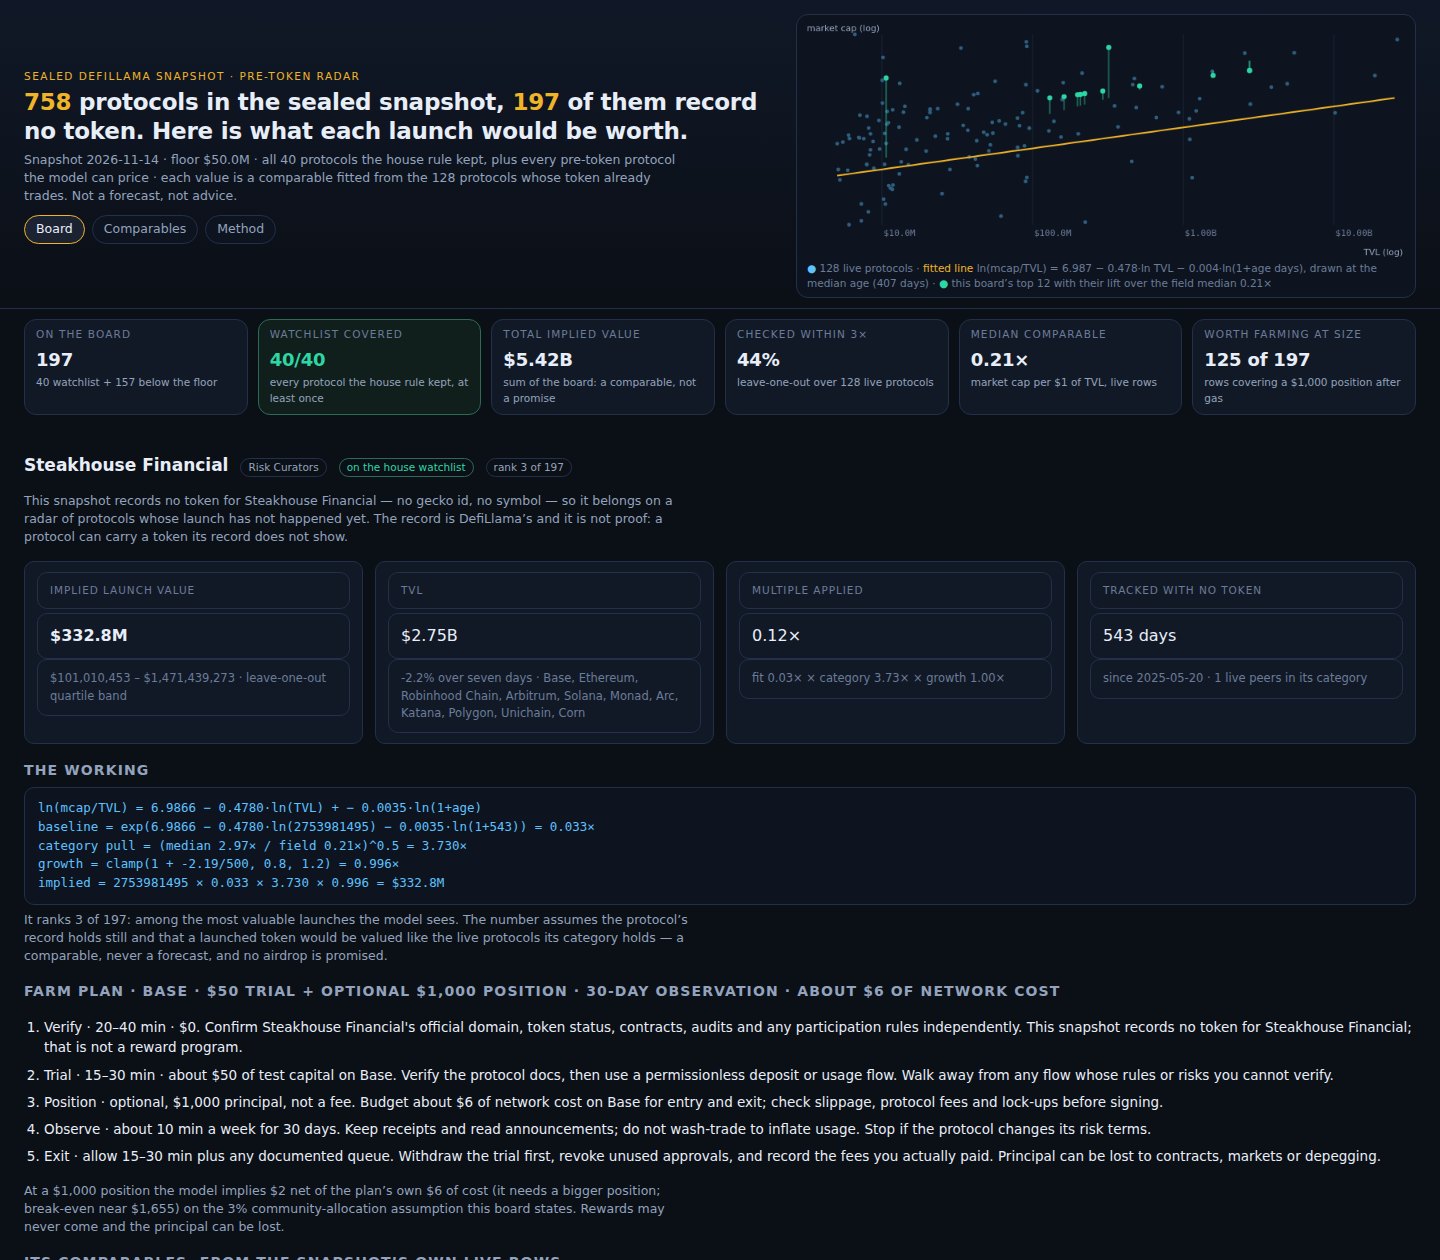 SEALED DEFILLAMA SNAPSHOT · PRE-TOKEN RADAR
758 protocols in the sealed snapshot, 197 of them record
no token. Here is what each launch would be worth.
Snapshot 2026-11-14 · floor $50.0M · all 40 protocols the house rule kept, plus every pre-token protocol
the model can price · each value is a comparable fitted from the 128 protocols whose token already
trades. Not a forecast, not advice.
Board
Comparables
Method
market cap (log)
$10.0M
$100.0M
$1.00B
$10.00B
TVL (log)
128 live protocols · fitted line ln(mcap/TVL) = 6.987 − 0.478·ln TVL − 0.004·ln(1+age days), drawn at the
median age (407 days) · this board's top 12 with their lift over the field median 0.21×
ON THE BOARD
197
40 watchlist + 157 below the floor
WATCHLIST COVERED
40/40
every protocol the house rule kept, at
least once
TOTAL IMPLIED VALUE
$5.42B
sum of the board: a comparable, not
a promise
CHECKED WITHIN 3×
44%
leave-one-out over 128 live protocols
MEDIAN COMPARABLE
0.21×
market cap per $1 of TVL, live rows
WORTH FARMING AT SIZE
125 of 197
rows covering a $1,000 position after
gas
Steakhouse Financial
Risk Curators
on the house watchlist
rank 3 of 197
This snapshot records no token for Steakhouse Financial — no gecko id, no symbol — so it belongs on a
radar of protocols whose launch has not happened yet. The record is DefiLlama’s and it is not proof: a
protocol can carry a token its record does not show.
IMPLIED LAUNCH VALUE
$332.8M
$101,010,453 – $1,471,439,273 · leave-one-out
quartile band
TVL
$2.75B
-2.2% over seven days · Base, Ethereum,
Robinhood Chain, Arbitrum, Solana, Monad, Arc,
Katana, Polygon, Unichain, Corn
MULTIPLE APPLIED
0.12×
fit 0.03× × category 3.73× × growth 1.00×
TRACKED WITH NO TOKEN
543 days
since 2025-05-20 · 1 live peers in its category
THE WORKING
ln(mcap/TVL) = 6.9866 − 0.4780·ln(TVL) + − 0.0035·ln(1+age)
baseline = exp(6.9866 − 0.4780·ln(2753981495) − 0.0035·ln(1+543)) = 0.033×
category pull = (median 2.97× / field 0.21×)^0.5 = 3.730×
growth = clamp(1 + -2.19/500, 0.8, 1.2) = 0.996×
implied = 2753981495 × 0.033 × 3.730 × 0.996 = $332.8M
It ranks 3 of 197: among the most valuable launches the model sees. The number assumes the protocol’s
record holds still and that a launched token would be valued like the live protocols its category holds — a
comparable, never a forecast, and no airdrop is promised.
FARM PLAN · BASE · $50 TRIAL + OPTIONAL $1,000 POSITION · 30-DAY OBSERVATION · ABOUT $6 OF NETWORK COST
1. Verify · 20–40 min · $0. Confirm Steakhouse Financial's official domain, token status, contracts, audits and any participation rules independently. This snapshot records no token for Steakhouse Financial;
that is not a reward program.
2. Trial · 15–30 min · about $50 of test capital on Base. Verify the protocol docs, then use a permissionless deposit or usage flow. Walk away from any flow whose rules or risks you cannot verify.
3. Position · optional, $1,000 principal, not a fee. Budget about $6 of network cost on Base for entry and exit; check slippage, protocol fees and lock-ups before signing.
4. Observe · about 10 min a week for 30 days. Keep receipts and read announcements; do not wash-trade to inflate usage. Stop if the protocol changes its risk terms.
5. Exit · allow 15–30 min plus any documented queue. Withdraw the trial first, revoke unused approvals, and record the fees you actually paid. Principal can be lost to contracts, markets or depegging.
At a $1,000 position the model implies $2 net of the plan’s own $6 of cost (it needs a bigger position;
break-even near $1,655) on the 3% community-allocation assumption this board states. Rewards may
never come and the principal can be lost.
ITS COMPARABLES, FROM THE SNAPSHOT'S OWN LIVE ROWS